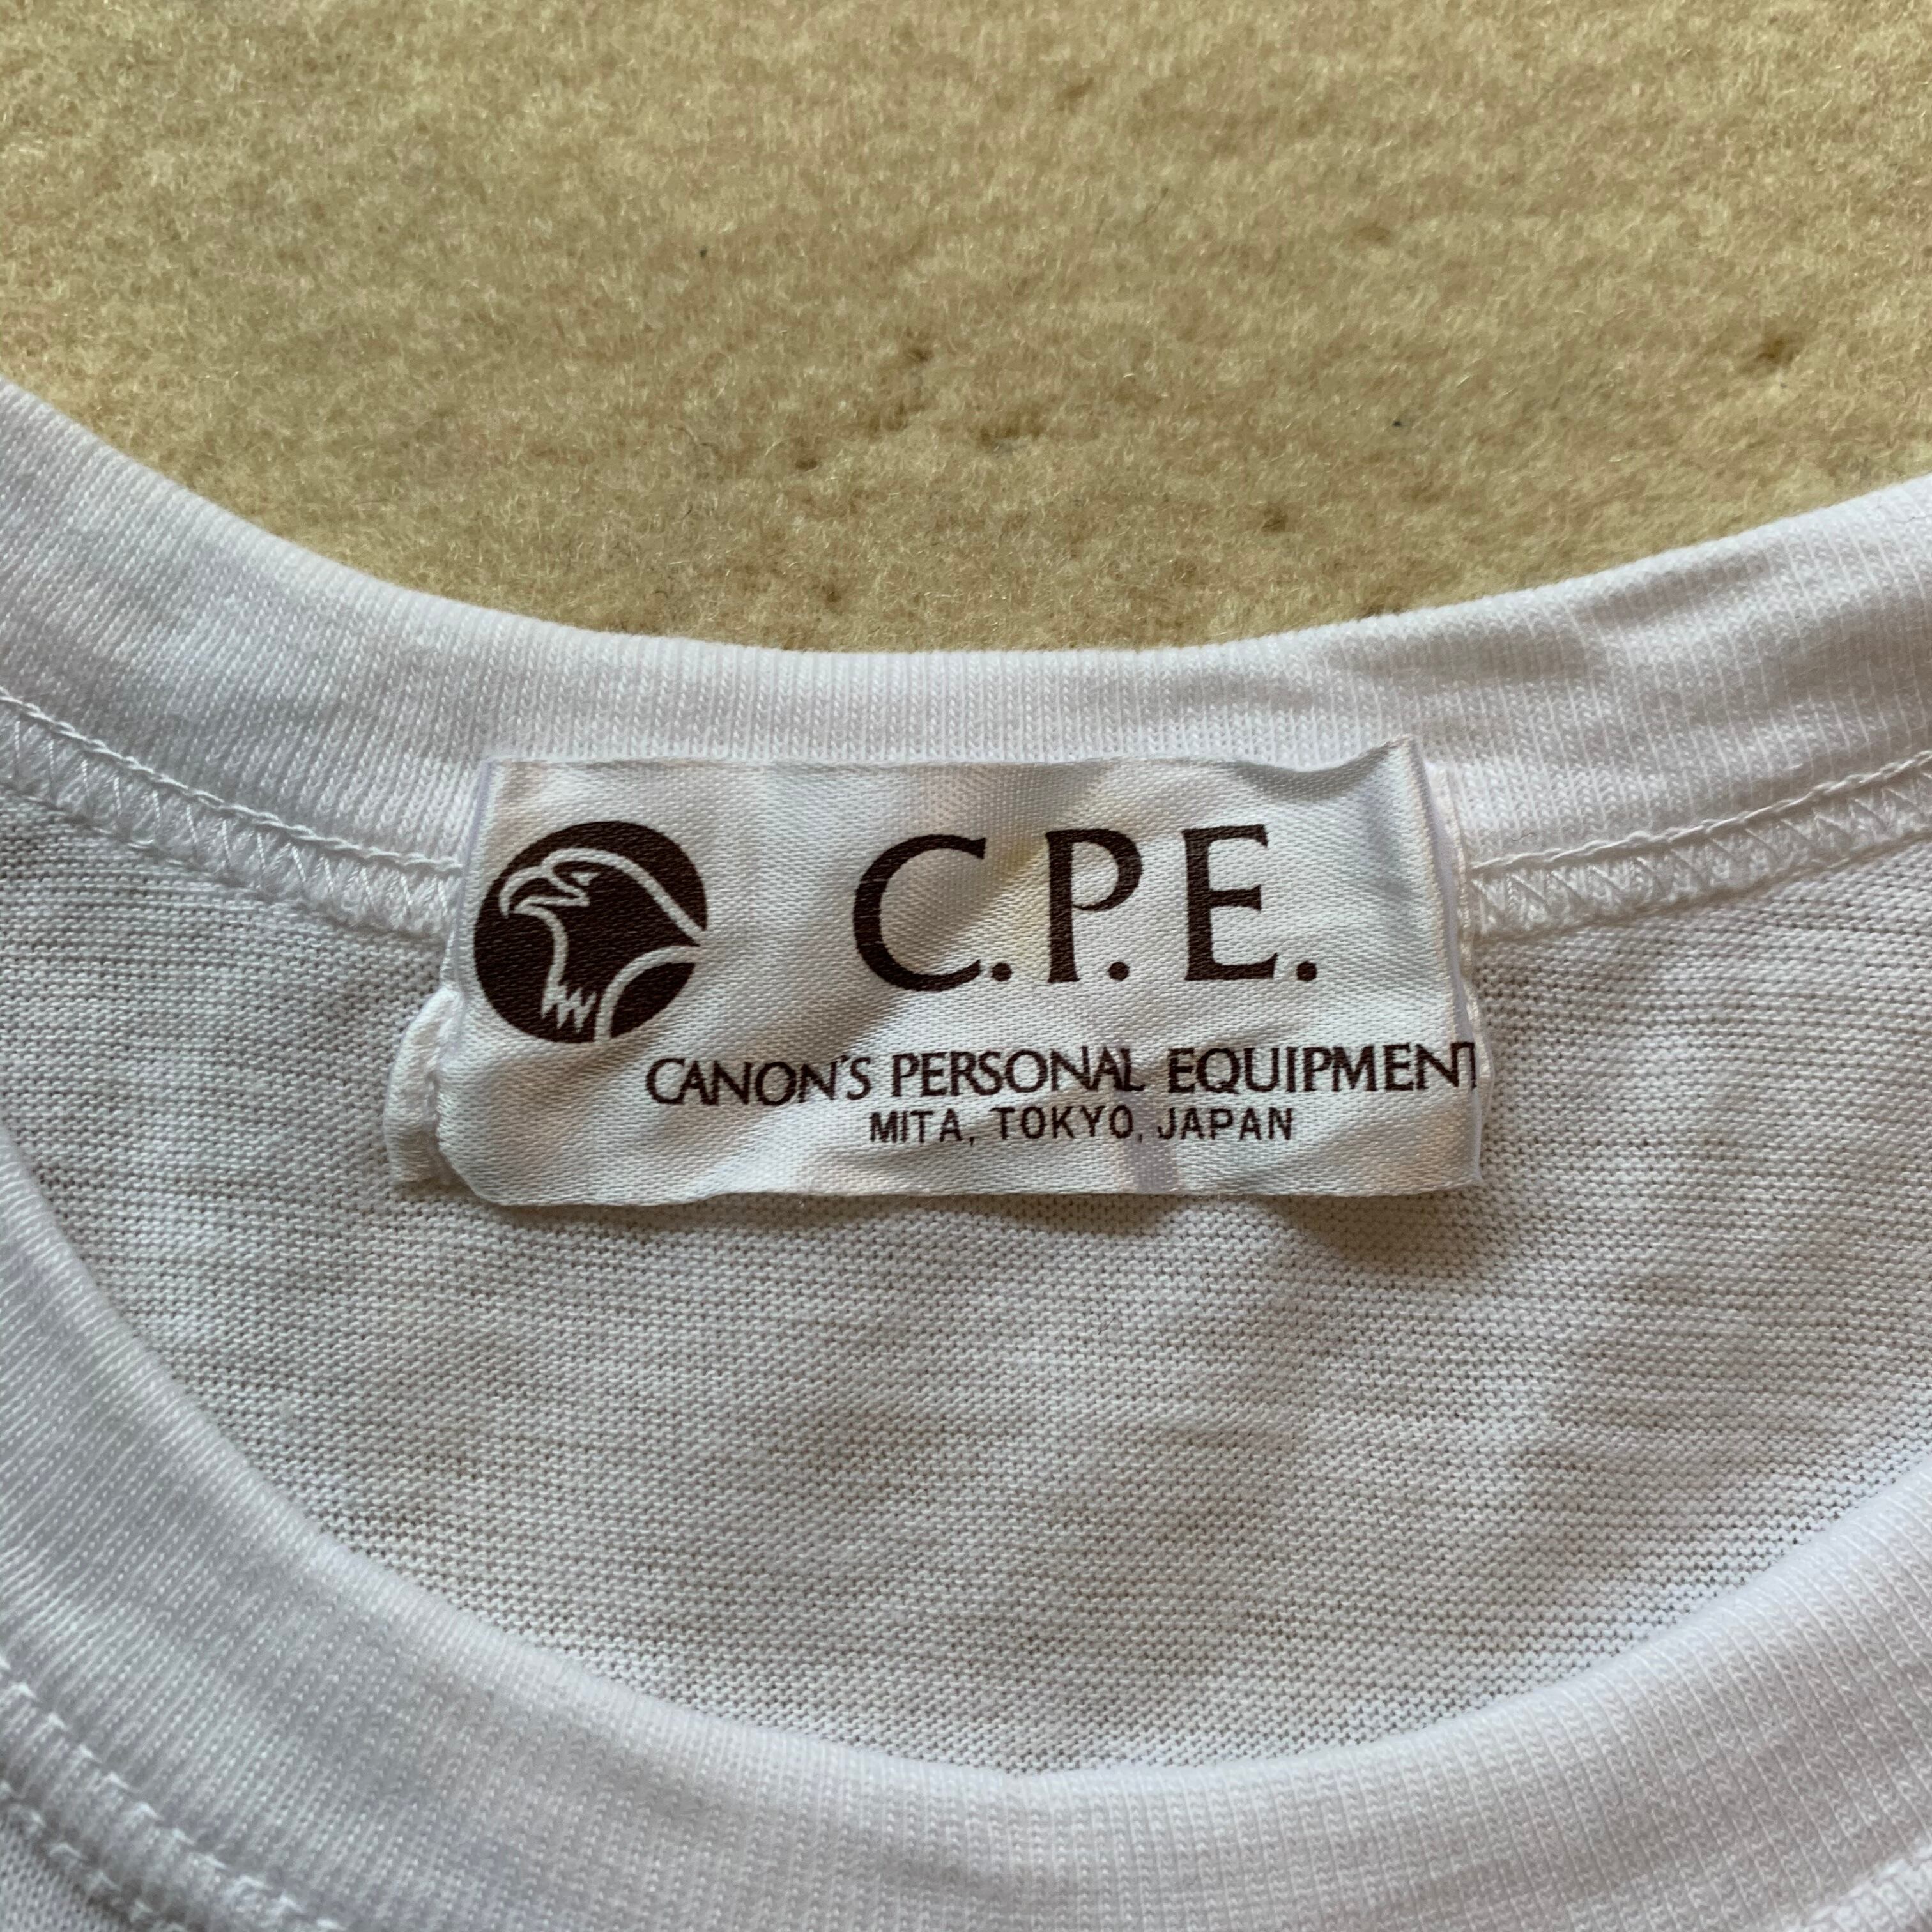 C.P.E.
CANON'S PERSONAL EQUIPMENT
MITA, TOKYO, JAPAN